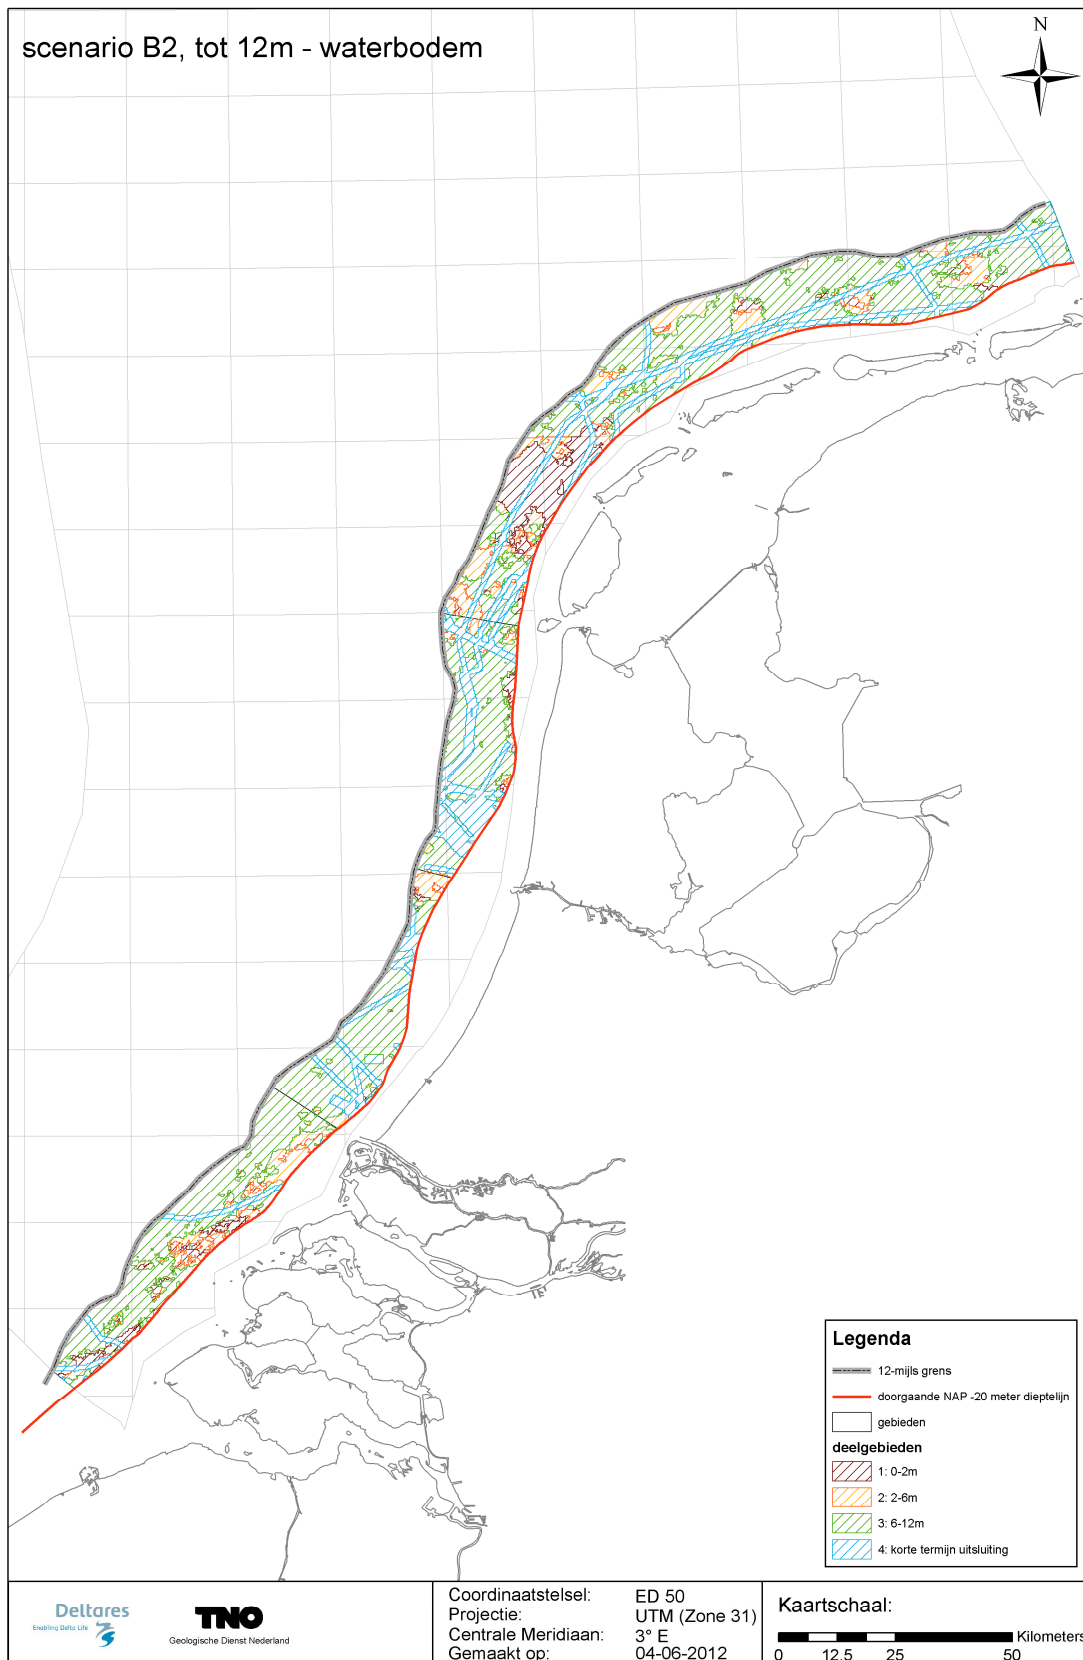 scenario B2, tot 12m - waterbodem
N
Legenda
12-mijls grens
doorgaande NAP -20 meter dieptelijn
gebieden
deelgebieden
1: 0-2m
2: 2-6m
3: 6-12m
4: korte termijn uitsluiting
Deltares
Enabling Delta Life
TNO
Geologische Dienst Nederland
Coordinaatstelsel: ED 50
Projectie: UTM (Zone 31)
Centrale Meridiaan: 3° E
Gemaakt op: 04-06-2012
Kaartschaal:
Kilometers
0 12,5 25 50